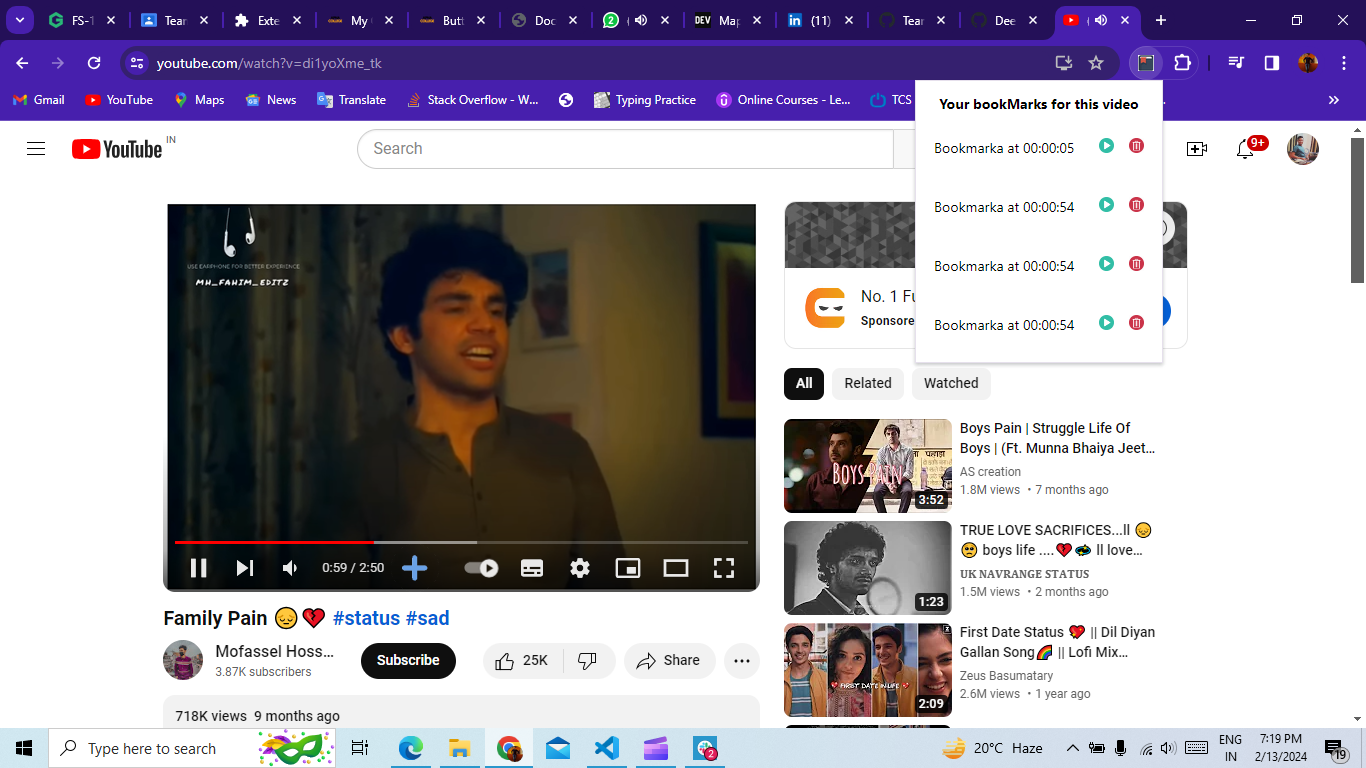 FS-1
Tear
Exte
My
Butt
Doc
(
DEV
Map
in
(11)
Tear
Dee
(
youtube.com/watch?v=di1yoXme_tk
Gmail
YouTube
Maps
News
Translate
Stack Overflow - W...
Typing Practice
Online Courses - Le...
TCS
»
Your bookMarks for this video
Bookmarka at 00:00:05
Bookmarka at 00:00:54
Bookmarka at 00:00:54
Bookmarka at 00:00:54
YouTube IN
Search
9+
USE EARPHONE FOR BETTER EXPERIENCE
MH_FAHIM_EDITZ
0:59 / 2:50
No. 1 Fu
Sponsore
All
Related
Watched
Boys Pain | Struggle Life Of
Boys | (Ft. Munna Bhaiya Jeet...
AS creation
1.8M views • 7 months ago
BOYS PAIN
3:52
TRUE LOVE SACRIFICES...ll 😔
🥺 boys life ....💔 ll love...
UK NAVRANGE STATUS
1.5M views • 2 months ago
1:23
First Date Status 💖 || Dil Diyan
Gallan Song🌈 || Lofi Mix...
Zeus Basumatary
2.6M views • 1 year ago
FIRST DATE IN LIFE
2:09
Family Pain 😔💔 #status #sad
Mofassel Hoss...
3.87K subscribers
Subscribe
25K
Share
718K views 9 months ago
Type here to search
2
20°C Haze
ENG
IN
7:19 PM
2/13/2024
19